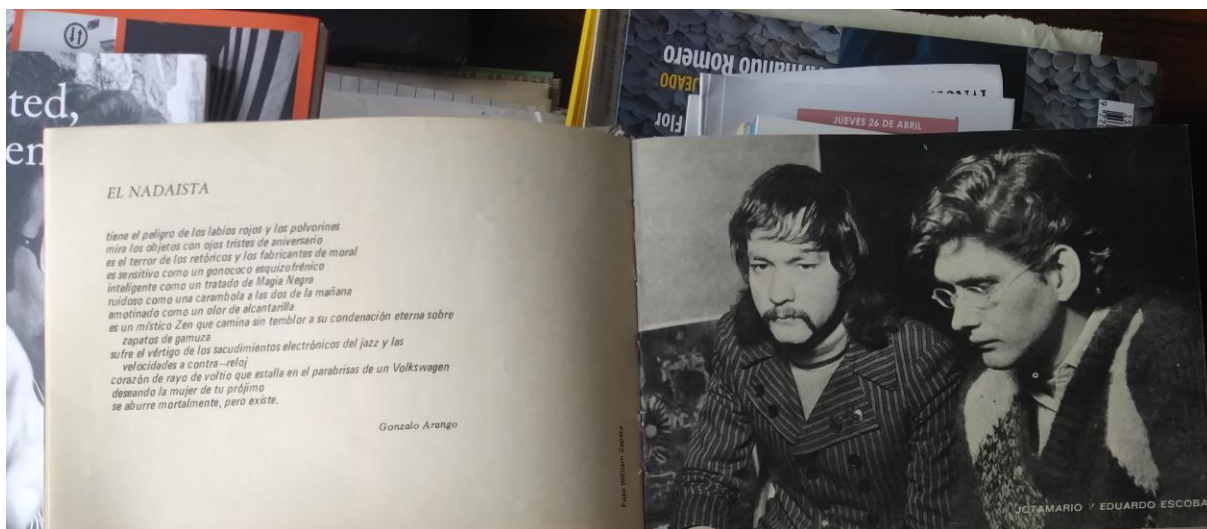 ted,
en
Armando Romero
UEADO
Flor
JUEVES 26 DE ABRIL
EL NADAISTA
tiene el peligro de los labios rojos y los polvorines
mira los objetos con ojos tristes de aniversario
es el terror de los retóricos y los fabricantes de moral
es sensitivo como un gonococo esquizofrénico
inteligente como un tratado de Magia Negra
ruidoso como una carambola a las dos de la mañana
amotinado como un olor de alcantarilla
es un místico Zen que camina sin temblor a su condenación eterna sobre
zapatos de gamuza
sufre el vértigo de los sacudimientos electrónicos del jazz y las
velocidades a contra-reloj
corazón de rayo de voltio que estalla en el parabrisas de un Volkswagen
deseando la mujer de tu prójimo
se aburre mortalmente, pero existe.
Gonzalo Arango
Foto William Zapata
JOTAMARIO / EDUARDO ESCOBA